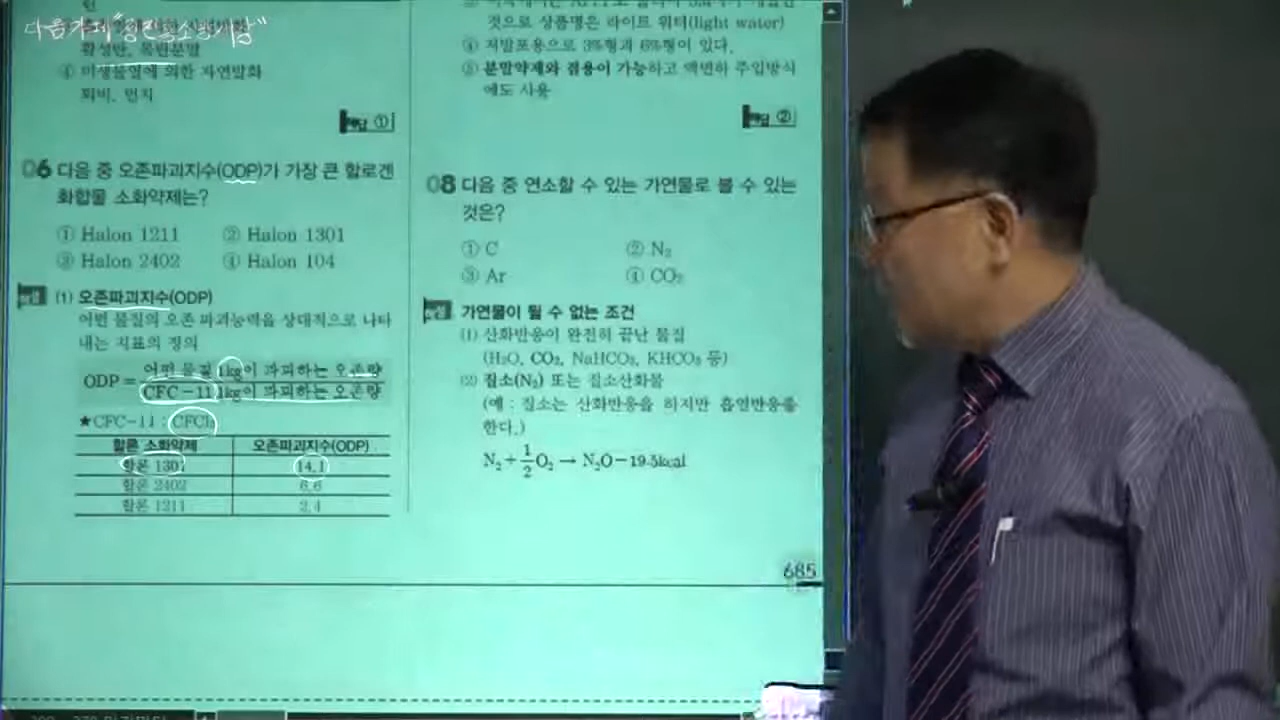 다음카페 "정면복소방시담"
활성탄, 목탄분말
④ 미생물열에 의한 자연발화
퇴비, 먼지
①
06 다음 중 오존파괴지수(ODP)가 가장 큰 할로겐
화합물 소화약제는?
① Halon 1211 ② Halon 1301
③ Halon 2402 ④ Halon 104
해설 (1) 오존파괴지수(ODP)
어떤 물질의 오존 파괴능력을 상대적으로 나타
내는 지표의 정의
ODP = 어떤 물질 1kg이 파괴하는 오존량
CFC-11 1kg이 파괴하는 오존량
★CFC-11 : CFCl₃
할론 소화약제 오존파괴지수(ODP)
할론 1301 14.1
할론 2402 6.6
할론 1211 2.4
것으로 상품명은 라이트 워터(light water)
④ 저발포용으로 3%형과 6%형이 있다.
⑤ 분말약제와 겸용이 가능하고 액면하 주입방식
에도 사용
②
08 다음 중 연소할 수 있는 가연물로 볼 수 있는
것은?
① C ② N₂
③ Ar ④ CO₂
해설 가연물이 될 수 없는 조건
(1) 산화반응이 완전히 끝난 물질
(H₂O, CO₂, NaHCO₃, KHCO₃ 등)
(2) 질소(N₂) 또는 질소산화물
(예 : 질소는 산화반응을 하지만 흡열반응을
한다.)
N₂ + 1/2 O₂ → N₂O - 19.5kcal
685